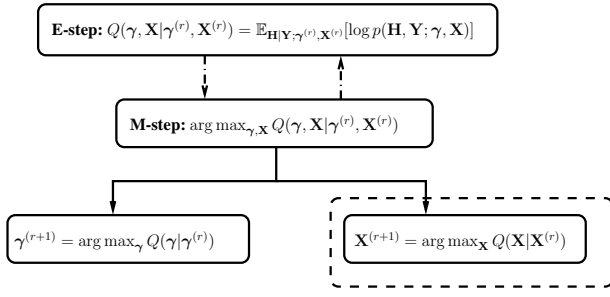 E-step: Q(γ, X|γ^(r), X^(r)) = 𝔼_{H|Y;γ^(r),X^(r)}[log p(H, Y; γ, X)]
M-step: arg max_{γ,X} Q(γ, X|γ^(r), X^(r))
γ^(r+1) = arg max_γ Q(γ|γ^(r))
X^(r+1) = arg max_X Q(X|X^(r))